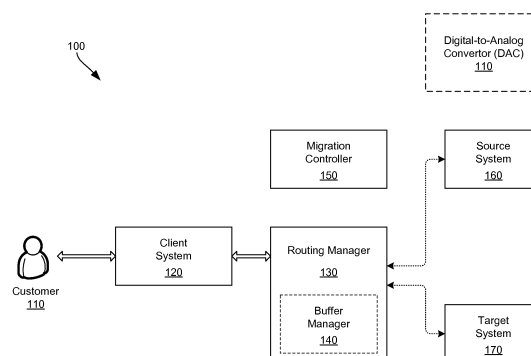 Digital-to-Analog
Convertor (DAC)
110
100
Migration
Controller
150
Source
System
160
Client
System
120
Routing Manager
130
Customer
110
Buffer
Manager
140
Target
System
170